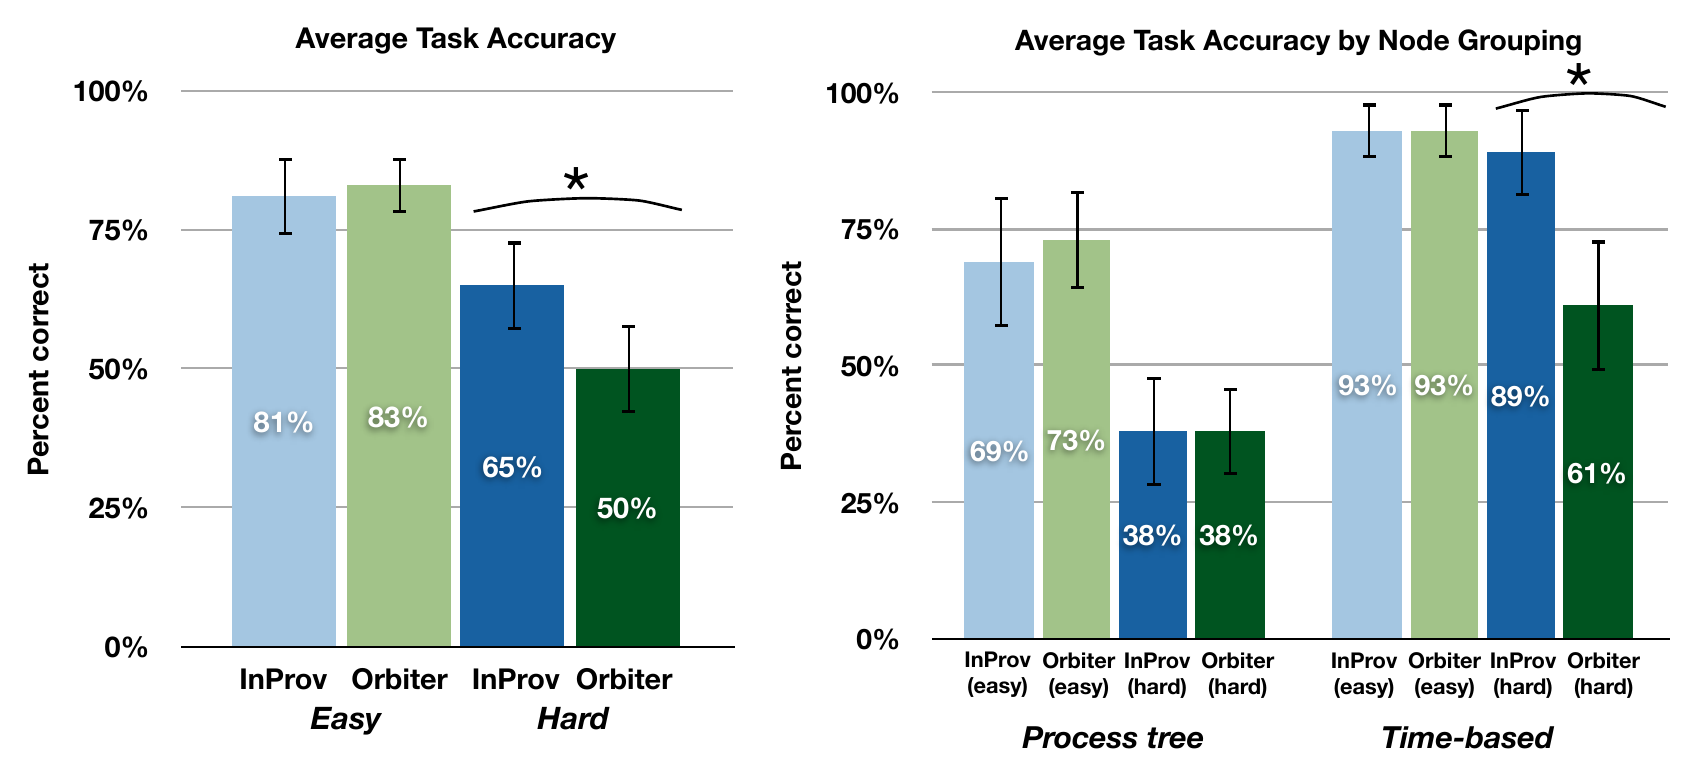 Average Task Accuracy
100%
75%
50%
25%
0%
Percent correct
*
81%
83%
65%
50%
InProv Orbiter InProv Orbiter
Easy Hard
Average Task Accuracy by Node Grouping
100%
75%
50%
25%
0%
Percent correct
*
69%
73%
38%
38%
93%
93%
89%
61%
InProv Orbiter InProv Orbiter InProv Orbiter InProv Orbiter
(easy) (easy) (hard) (hard) (easy) (easy) (hard) (hard)
Process tree Time-based